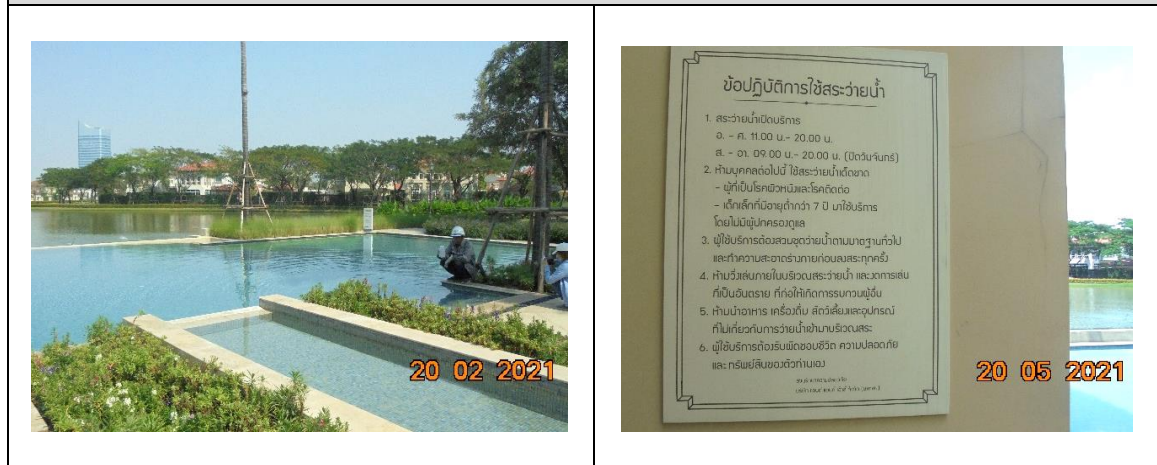 20 02 2021
ข้อปฏิบัติการใช้สระว่ายน้ำ
1. สระว่ายน้ำเปิดบริการ
อ. - ศ. 11.00 น.- 20.00 น.
ส. - อา. 09.00 น.- 20.00 น. (ปิดวันจันทร์)
2. ห้ามบุคคลต่อไปนี้ ใช้สระว่ายน้ำเด็ดขาด
- ผู้ที่เป็นโรคผิวหนังและโรคติดต่อ
- เด็กเล็กที่มีอายุต่ำกว่า 7 ปี มาใช้บริการ
โดยไม่มีผู้ปกครองดูแล
3. ผู้ใช้บริการต้องสวมชุดว่ายน้ำตามมาตฐานทั่วไป
และทำความสะอาดร่างกายก่อนลงสระทุกครั้ง
4. ห้ามวิ่งเล่นภายในบริเวณสระว่ายน้ำ และงดการเล่น
ที่เป็นอันตราย ที่ก่อให้เกิดการรบกวนผู้อื่น
5. ห้ามนำอาหาร เครื่องดื่ม สัตว์เลี้ยงและอุปกรณ์
ที่ไม่เกี่ยวกับการว่ายน้ำเข้ามาบริเวณสระ
6. ผู้ใช้บริการต้องรับผิดชอบชีวิต ความปลอดภัย
และทรัพย์สินของตัวท่านเอง
20 05 2021